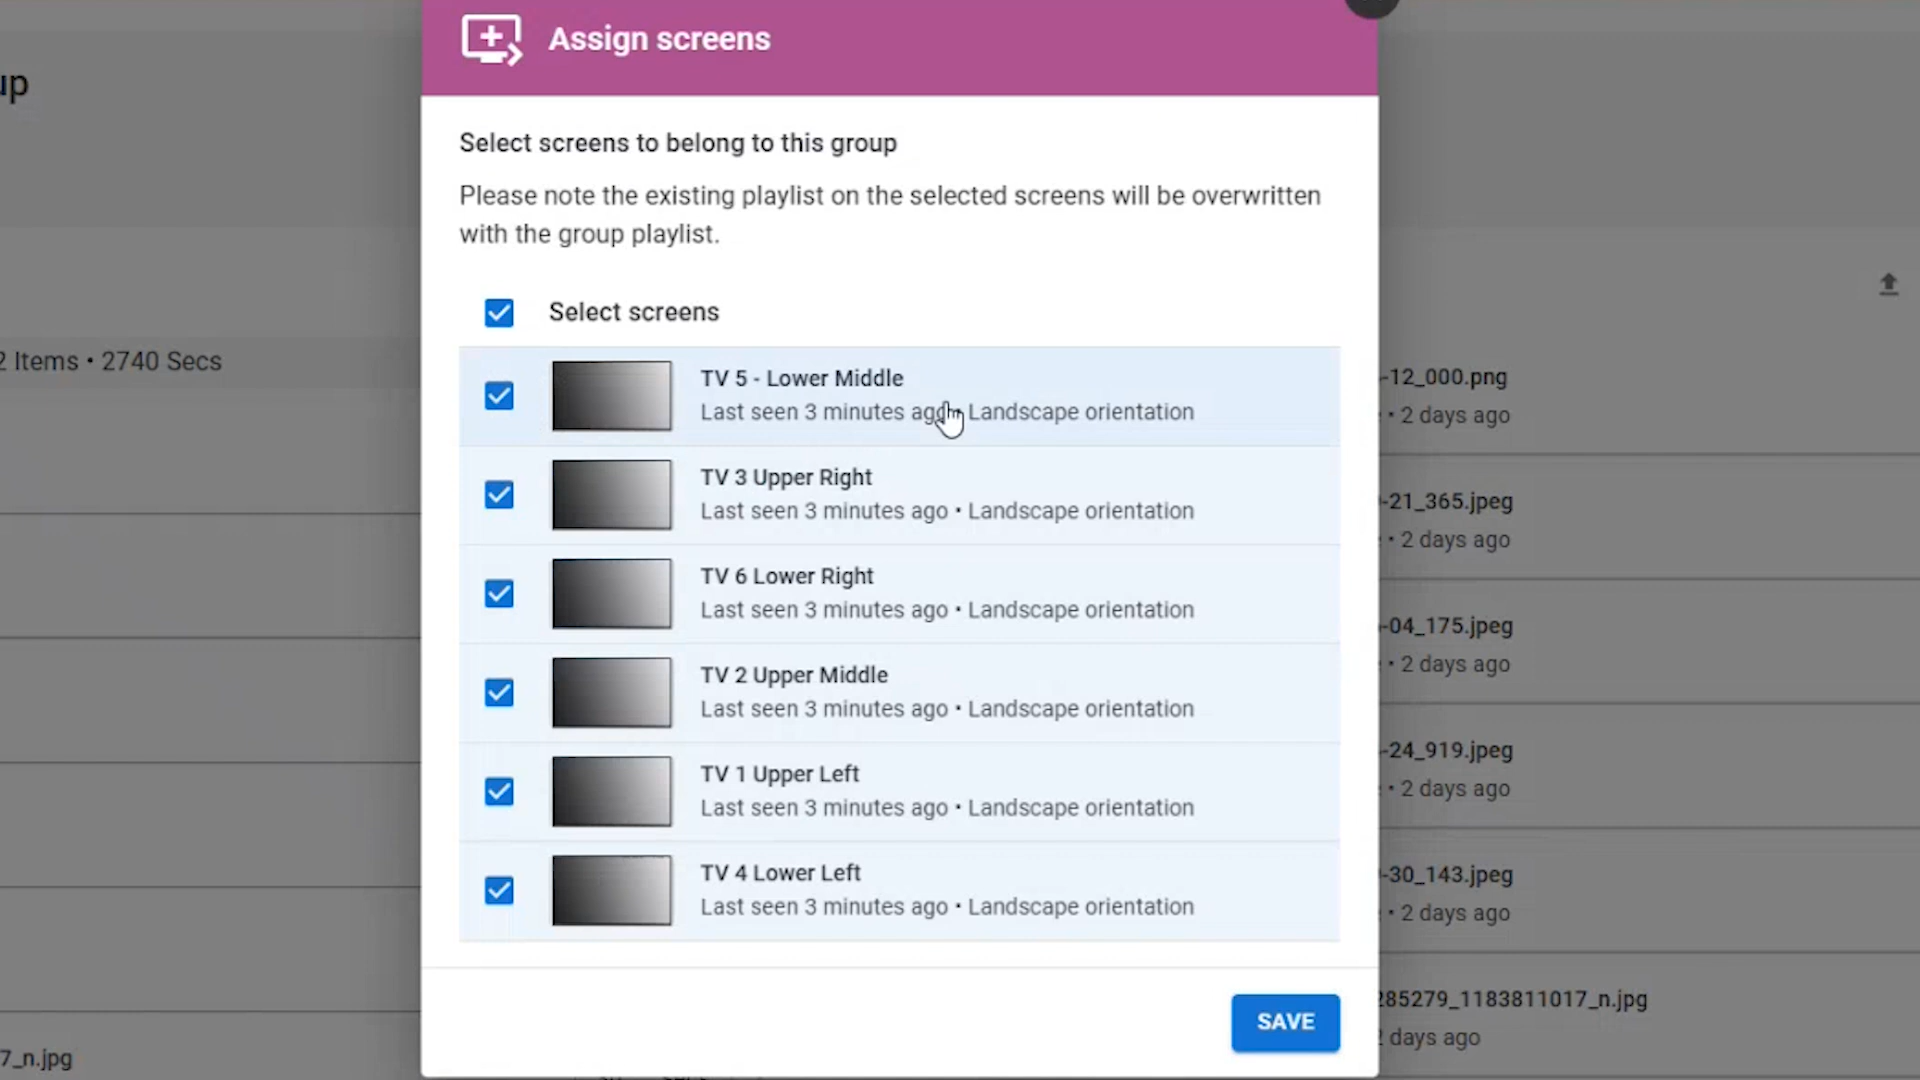 Assign screens
up
Select screens to belong to this group
Please note the existing playlist on the selected screens will be overwritten
with the group playlist.
Select screens
2 Items • 2740 Secs
TV 5 - Lower Middle
Last seen 3 minutes ago Landscape orientation
TV 3 Upper Right
Last seen 3 minutes ago • Landscape orientation
TV 6 Lower Right
Last seen 3 minutes ago • Landscape orientation
TV 2 Upper Middle
Last seen 3 minutes ago • Landscape orientation
TV 1 Upper Left
Last seen 3 minutes ago • Landscape orientation
TV 4 Lower Left
Last seen 3 minutes ago • Landscape orientation
SAVE
7_n.jpg
-12_000.png
• 2 days ago
-21_365.jpeg
• 2 days ago
-04_175.jpeg
• 2 days ago
-24_919.jpeg
• 2 days ago
-30_143.jpeg
• 2 days ago
285279_1183811017_n.jpg
2 days ago